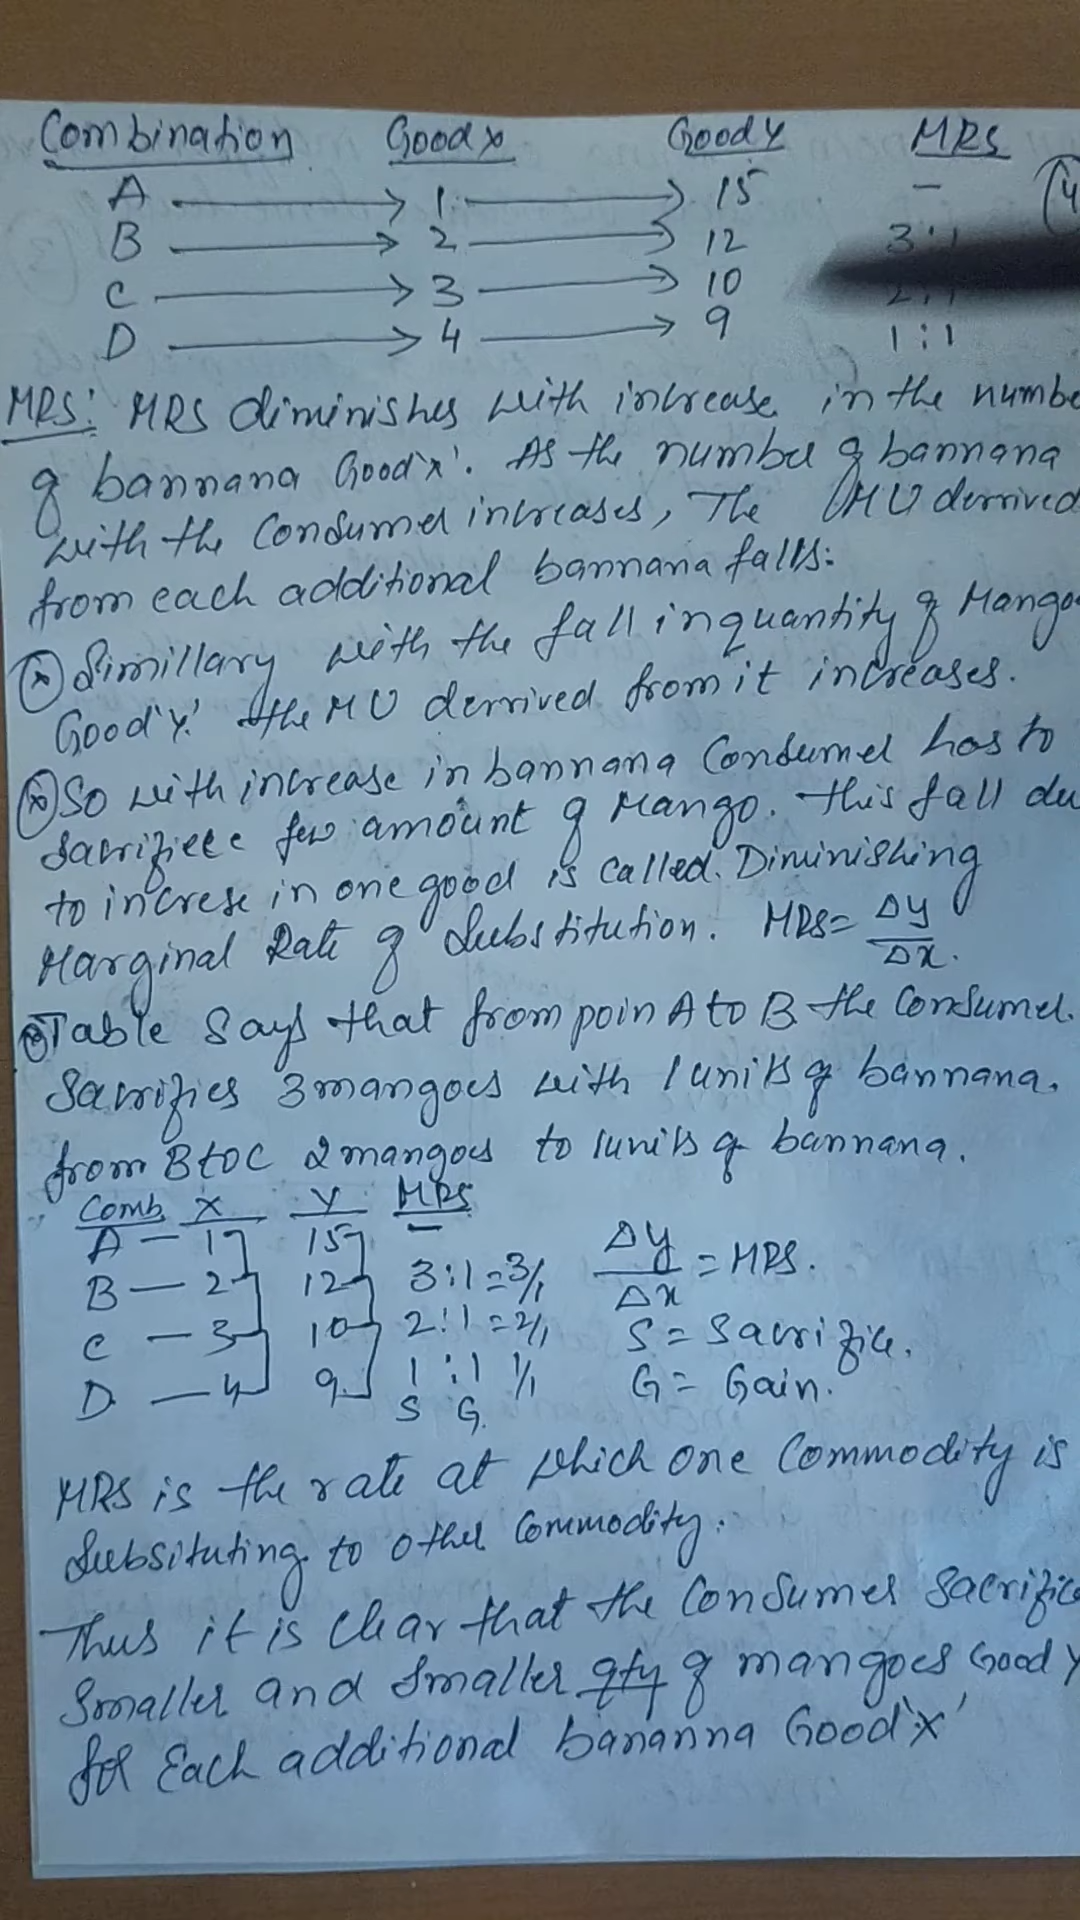 Combination Good x Good y MRS
A → 1 → 15 –
B → 2 → 12 3:1
C → 3 → 10 2:1
D → 4 → 9 1:1
MRS: MRS diminishes with increase in the numbe
of bannana Good 'x'. As the number of bannana
with the Consumer increases, The MU derrived
from each additional bannana falls:
Simillary with the fall in quantity of Mango
Good 'y' the MU derrived from it increases.
So with increase in bannana Consumer has to
Sacrifiece few amount of Mango. this fall du
to increse in one good is called. Diminishing
Marginal Rate of Substitution. MRS= Δy/Δx.
Table Says that from poin A to B the Consumer.
Sacrifies 3 mangoes with 1 units of bannana.
from B to C 2 mangoes to 1 units of bannana.
Comb X Y MRS
A – 1 15 –
B – 2 12 3:1 = 3/1 Δy/Δx = MRS.
C – 3 10 2:1 = 2/1 S = Sacrifice.
D – 4 9 1:1 1/1 G = Gain.
S G.
MRS is the rate at which one Commodity is
Subsituting to other Commodity.
Thus it is clear that the Consumer Sacrifice
Smaller and Smaller qty of mangoes Good y
for Each additional bananna Good 'x'